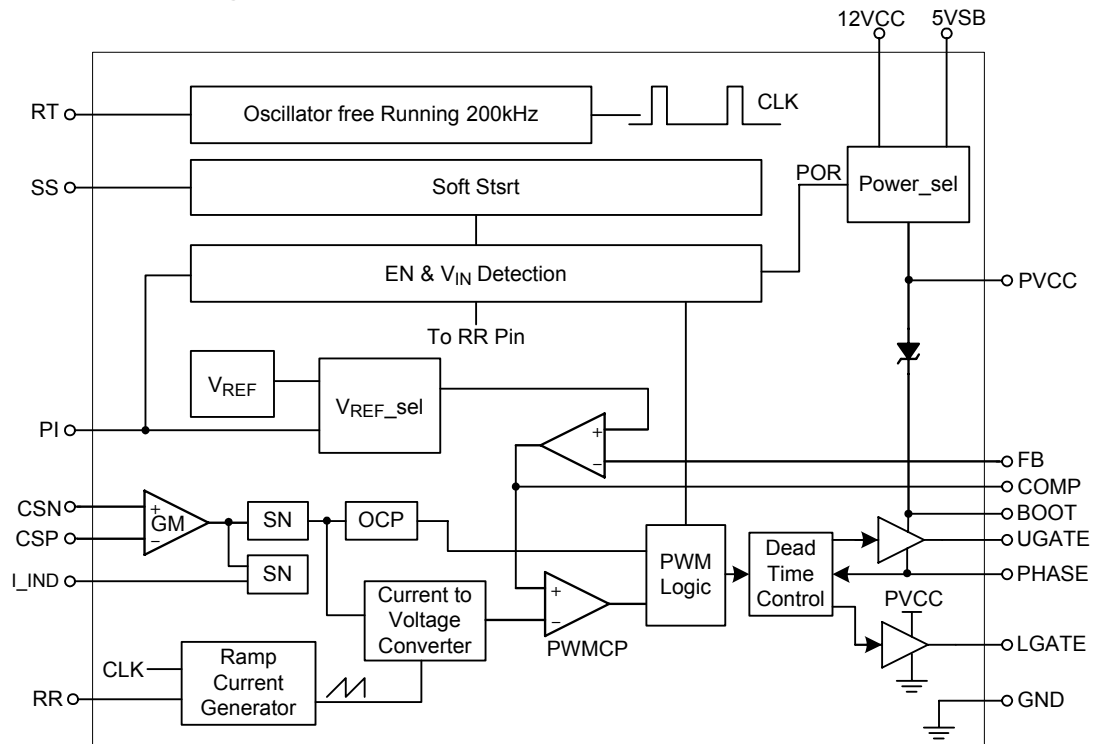 12VCC 5VSB
RT
Oscillator free Running 200kHz
CLK
SS
Soft Stsrt
POR
Power_sel
EN & VIN Detection
PVCC
To RR Pin
VREF
VREF_sel
PI
+
−
FB
COMP
CSN
+
GM
SN
OCP
BOOT
CSP
−
UGATE
I_IND
SN
PWM
Logic
Dead
Time
Control
PHASE
Current to
Voltage
Converter
+
−
PWMCP
PVCC
LGATE
CLK
Ramp
Current
Generator
RR
GND